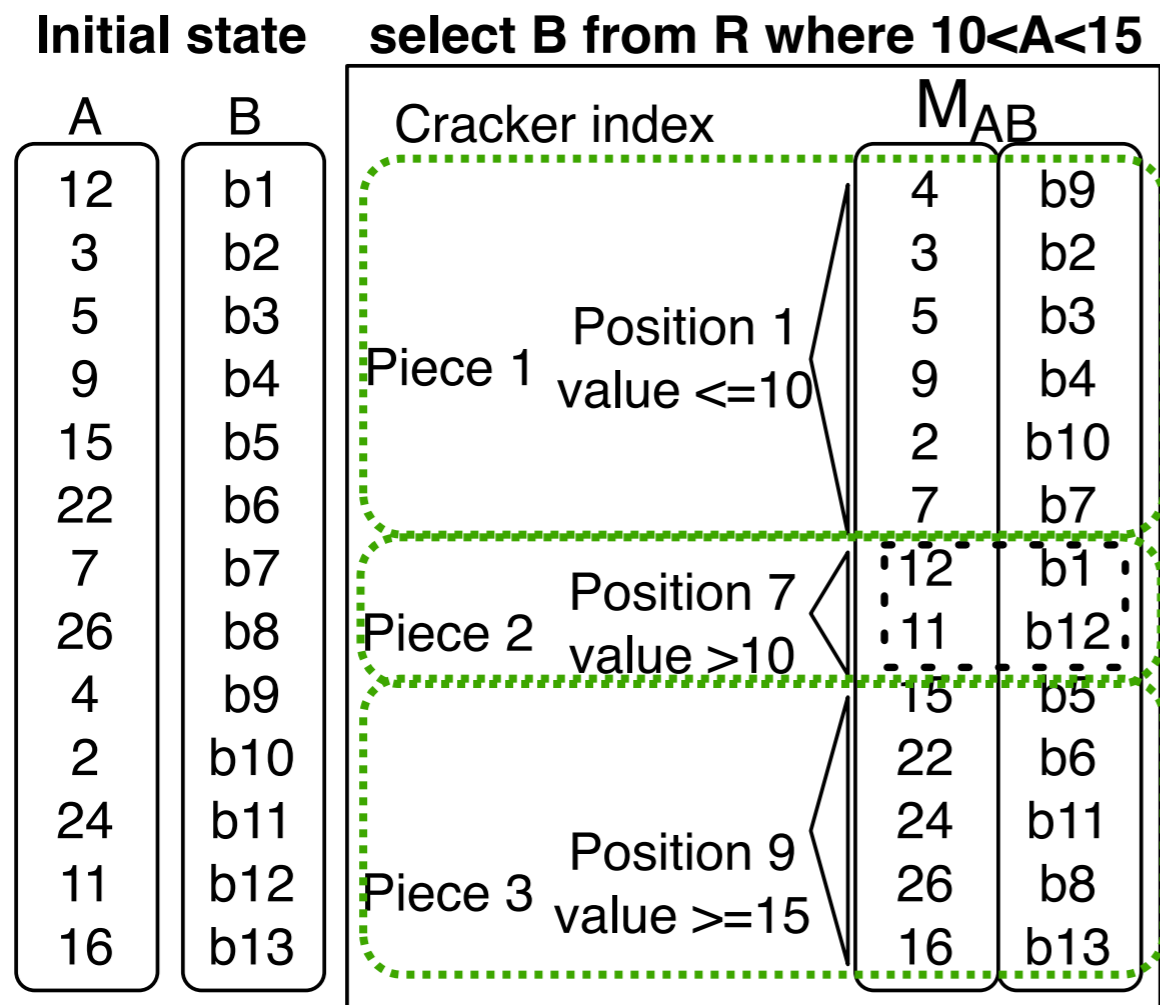 Initial state select B from R where 10<A<15
A B Cracker index M_AB
12 b1 4 b9
3 b2 3 b2
5 b3 Position 1 5 b3
9 b4 Piece 1 value <=10 9 b4
15 b5 2 b10
22 b6 7 b7
7 b7 Position 7 12 b1
26 b8 Piece 2 value >10 11 b12
4 b9 15 b5
2 b10 22 b6
24 b11 Position 9 24 b11
11 b12 Piece 3 value >=15 26 b8
16 b13 16 b13